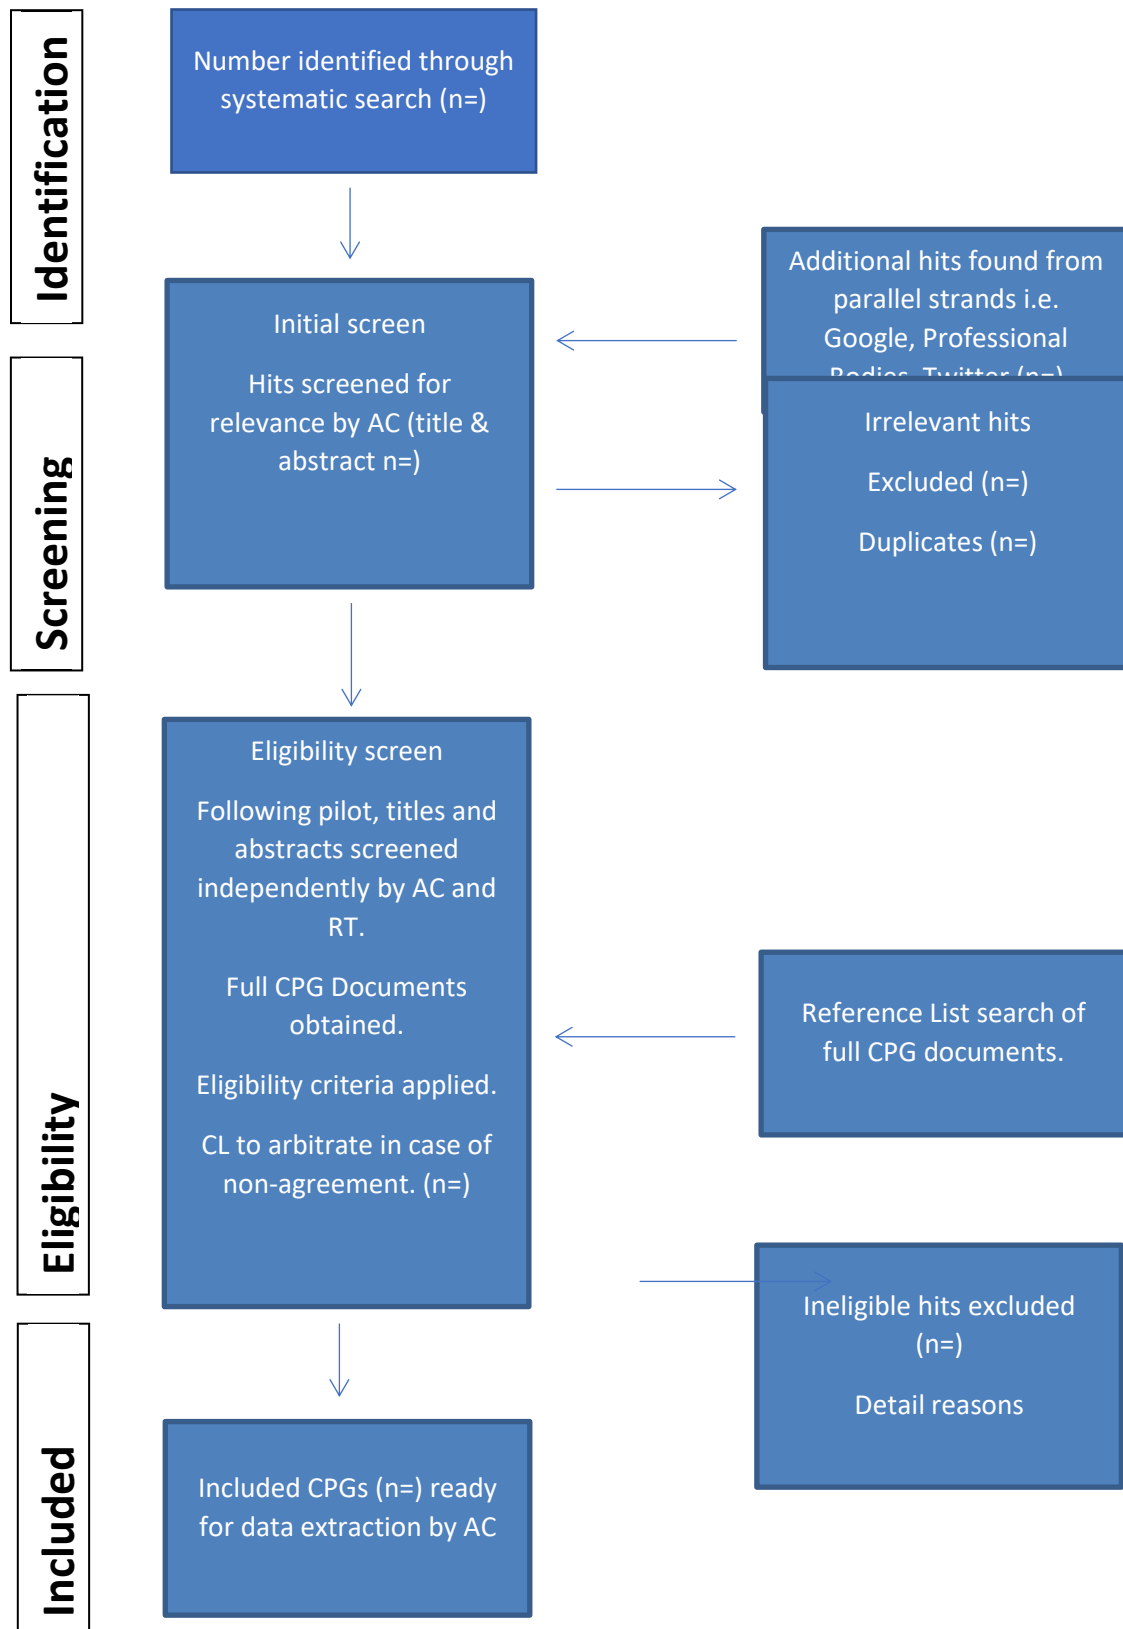 Identification
Number identified through
systematic search (n=)
Additional hits found from
parallel strands i.e.
Google, Professional
Bodies, Twitter (n=)
Initial screen
Hits screened for
relevance by AC (title &
abstract n=)
Screening
Irrelevant hits
Excluded (n=)
Duplicates (n=)
Eligibility
Eligibility screen
Following pilot, titles and
abstracts screened
independently by AC and
RT.
Full CPG Documents
obtained.
Eligibility criteria applied.
CL to arbitrate in case of
non-agreement. (n=)
Reference List search of
full CPG documents.
Ineligible hits excluded
(n=)
Detail reasons
Included
Included CPGs (n=) ready
for data extraction by AC